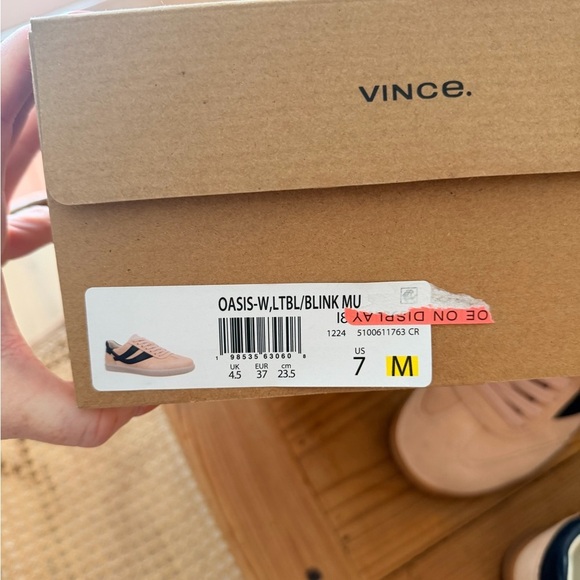 VINCE.
OASIS-W,LTBL/BLINK MU
OE ON DISPLAY
1224 5100611763 CR
1 98535 63060 8
UK EUR cm
4.5 37 23.5
US
7 M